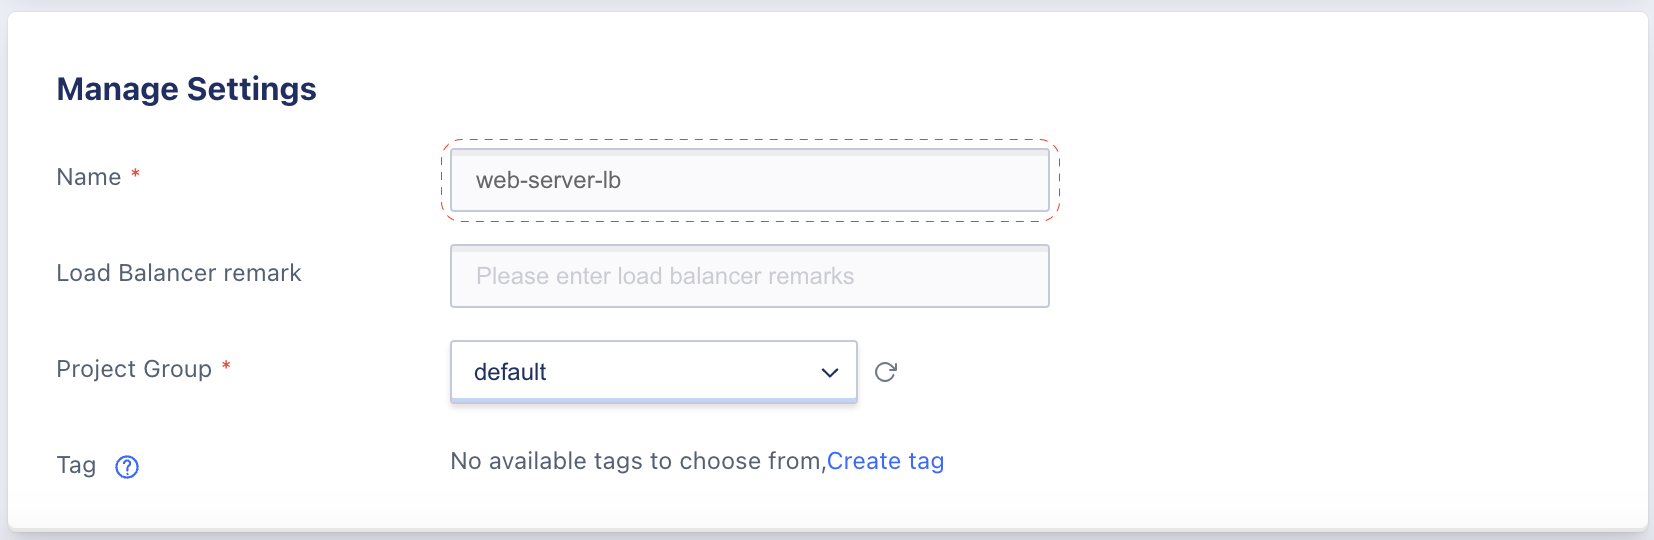 Manage Settings
Name *
web-server-lb
Load Balancer remark
Please enter load balancer remarks
Project Group *
default
Tag ?
No available tags to choose from,Create tag